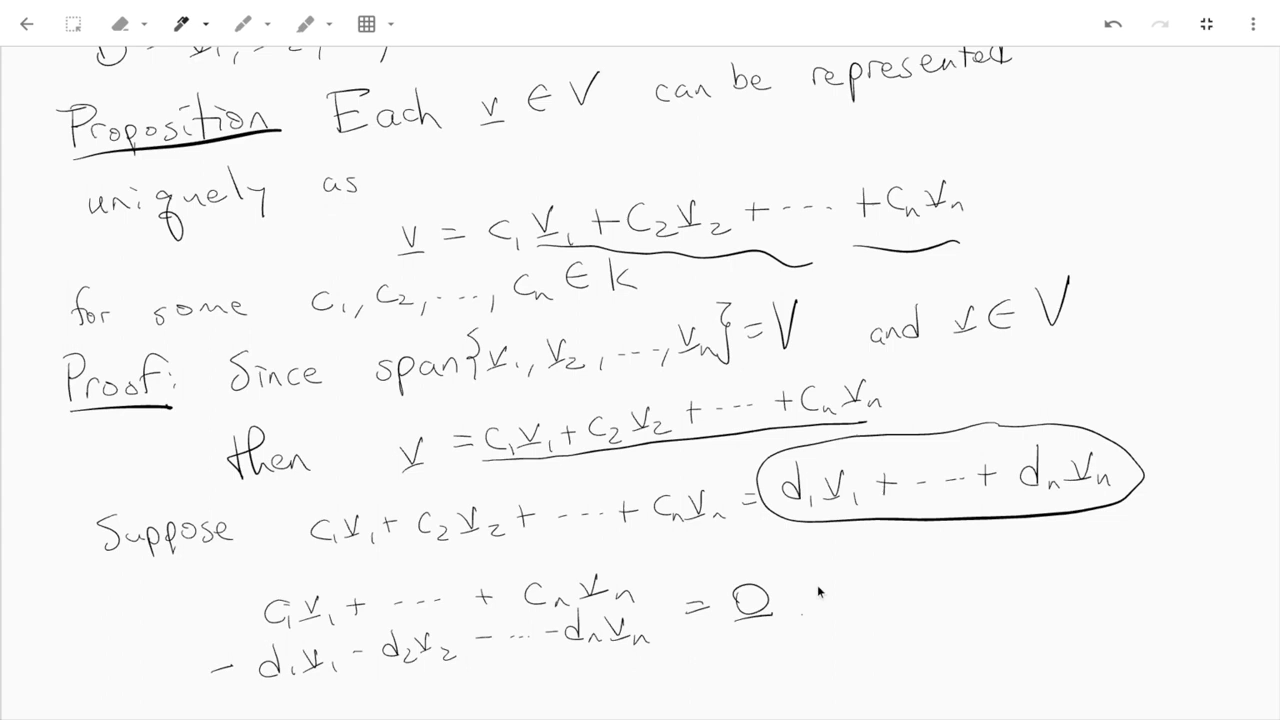 Proposition Each v ∈ V can be represented
uniquely as
v = c₁v₁ + c₂v₂ + ... + cₙvₙ
for some c₁, c₂, ..., cₙ ∈ k
Proof: Since span{v₁, v₂, ..., vₙ} = V and v ∈ V
then v = c₁v₁ + c₂v₂ + ... + cₙvₙ
Suppose c₁v₁ + c₂v₂ + ... + cₙvₙ = d₁v₁ + ... + dₙvₙ
c₁v₁ + ... + cₙvₙ
- d₁v₁ - d₂v₂ - ... - dₙvₙ = 0